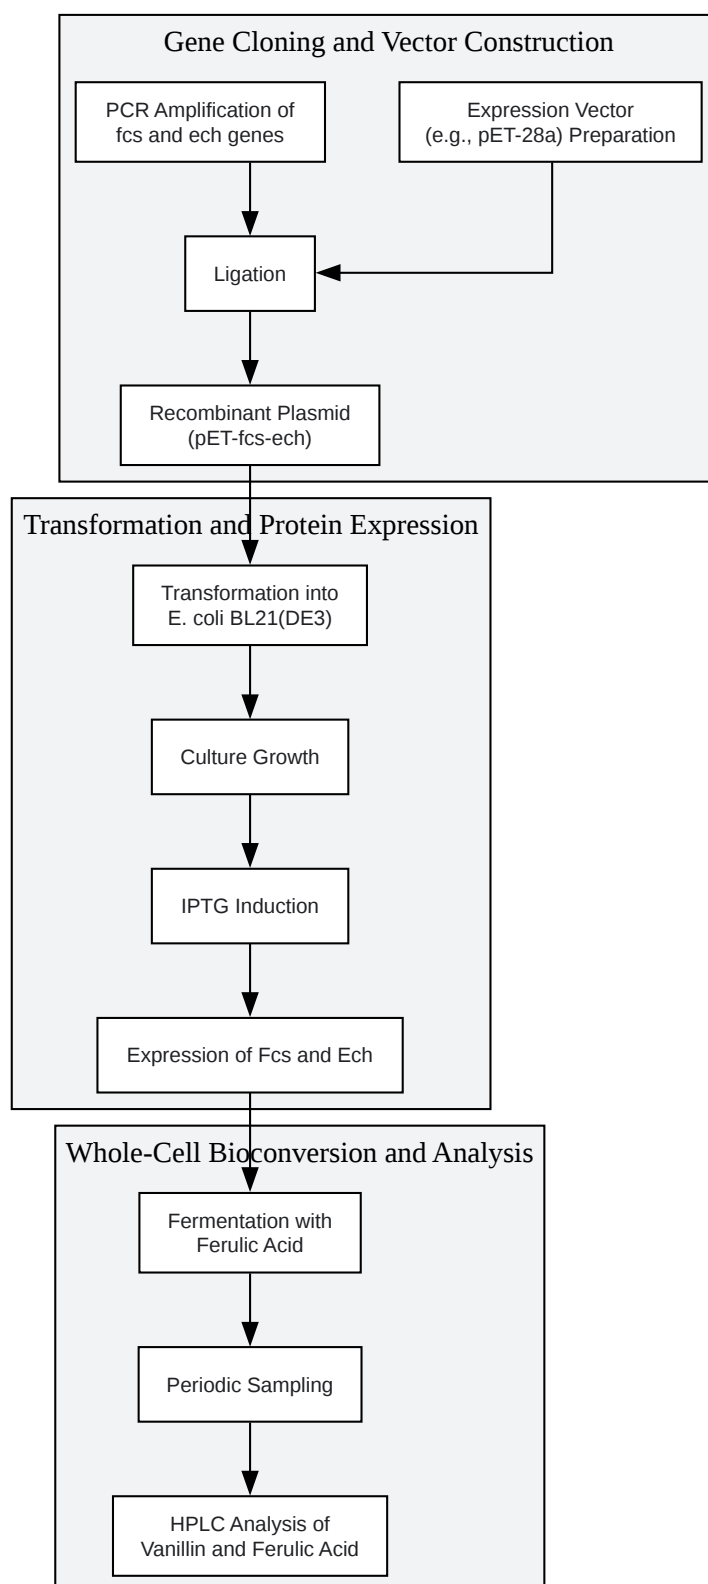 Gene Cloning and Vector Construction
PCR Amplification of
fcs and ech genes
Expression Vector
(e.g., pET-28a) Preparation
Ligation
Recombinant Plasmid
(pET-fcs-ech)
Transformation and Protein Expression
Transformation into
E. coli BL21(DE3)
Culture Growth
IPTG Induction
Expression of Fcs and Ech
Whole-Cell Bioconversion and Analysis
Fermentation with
Ferulic Acid
Periodic Sampling
HPLC Analysis of
Vanillin and Ferulic Acid